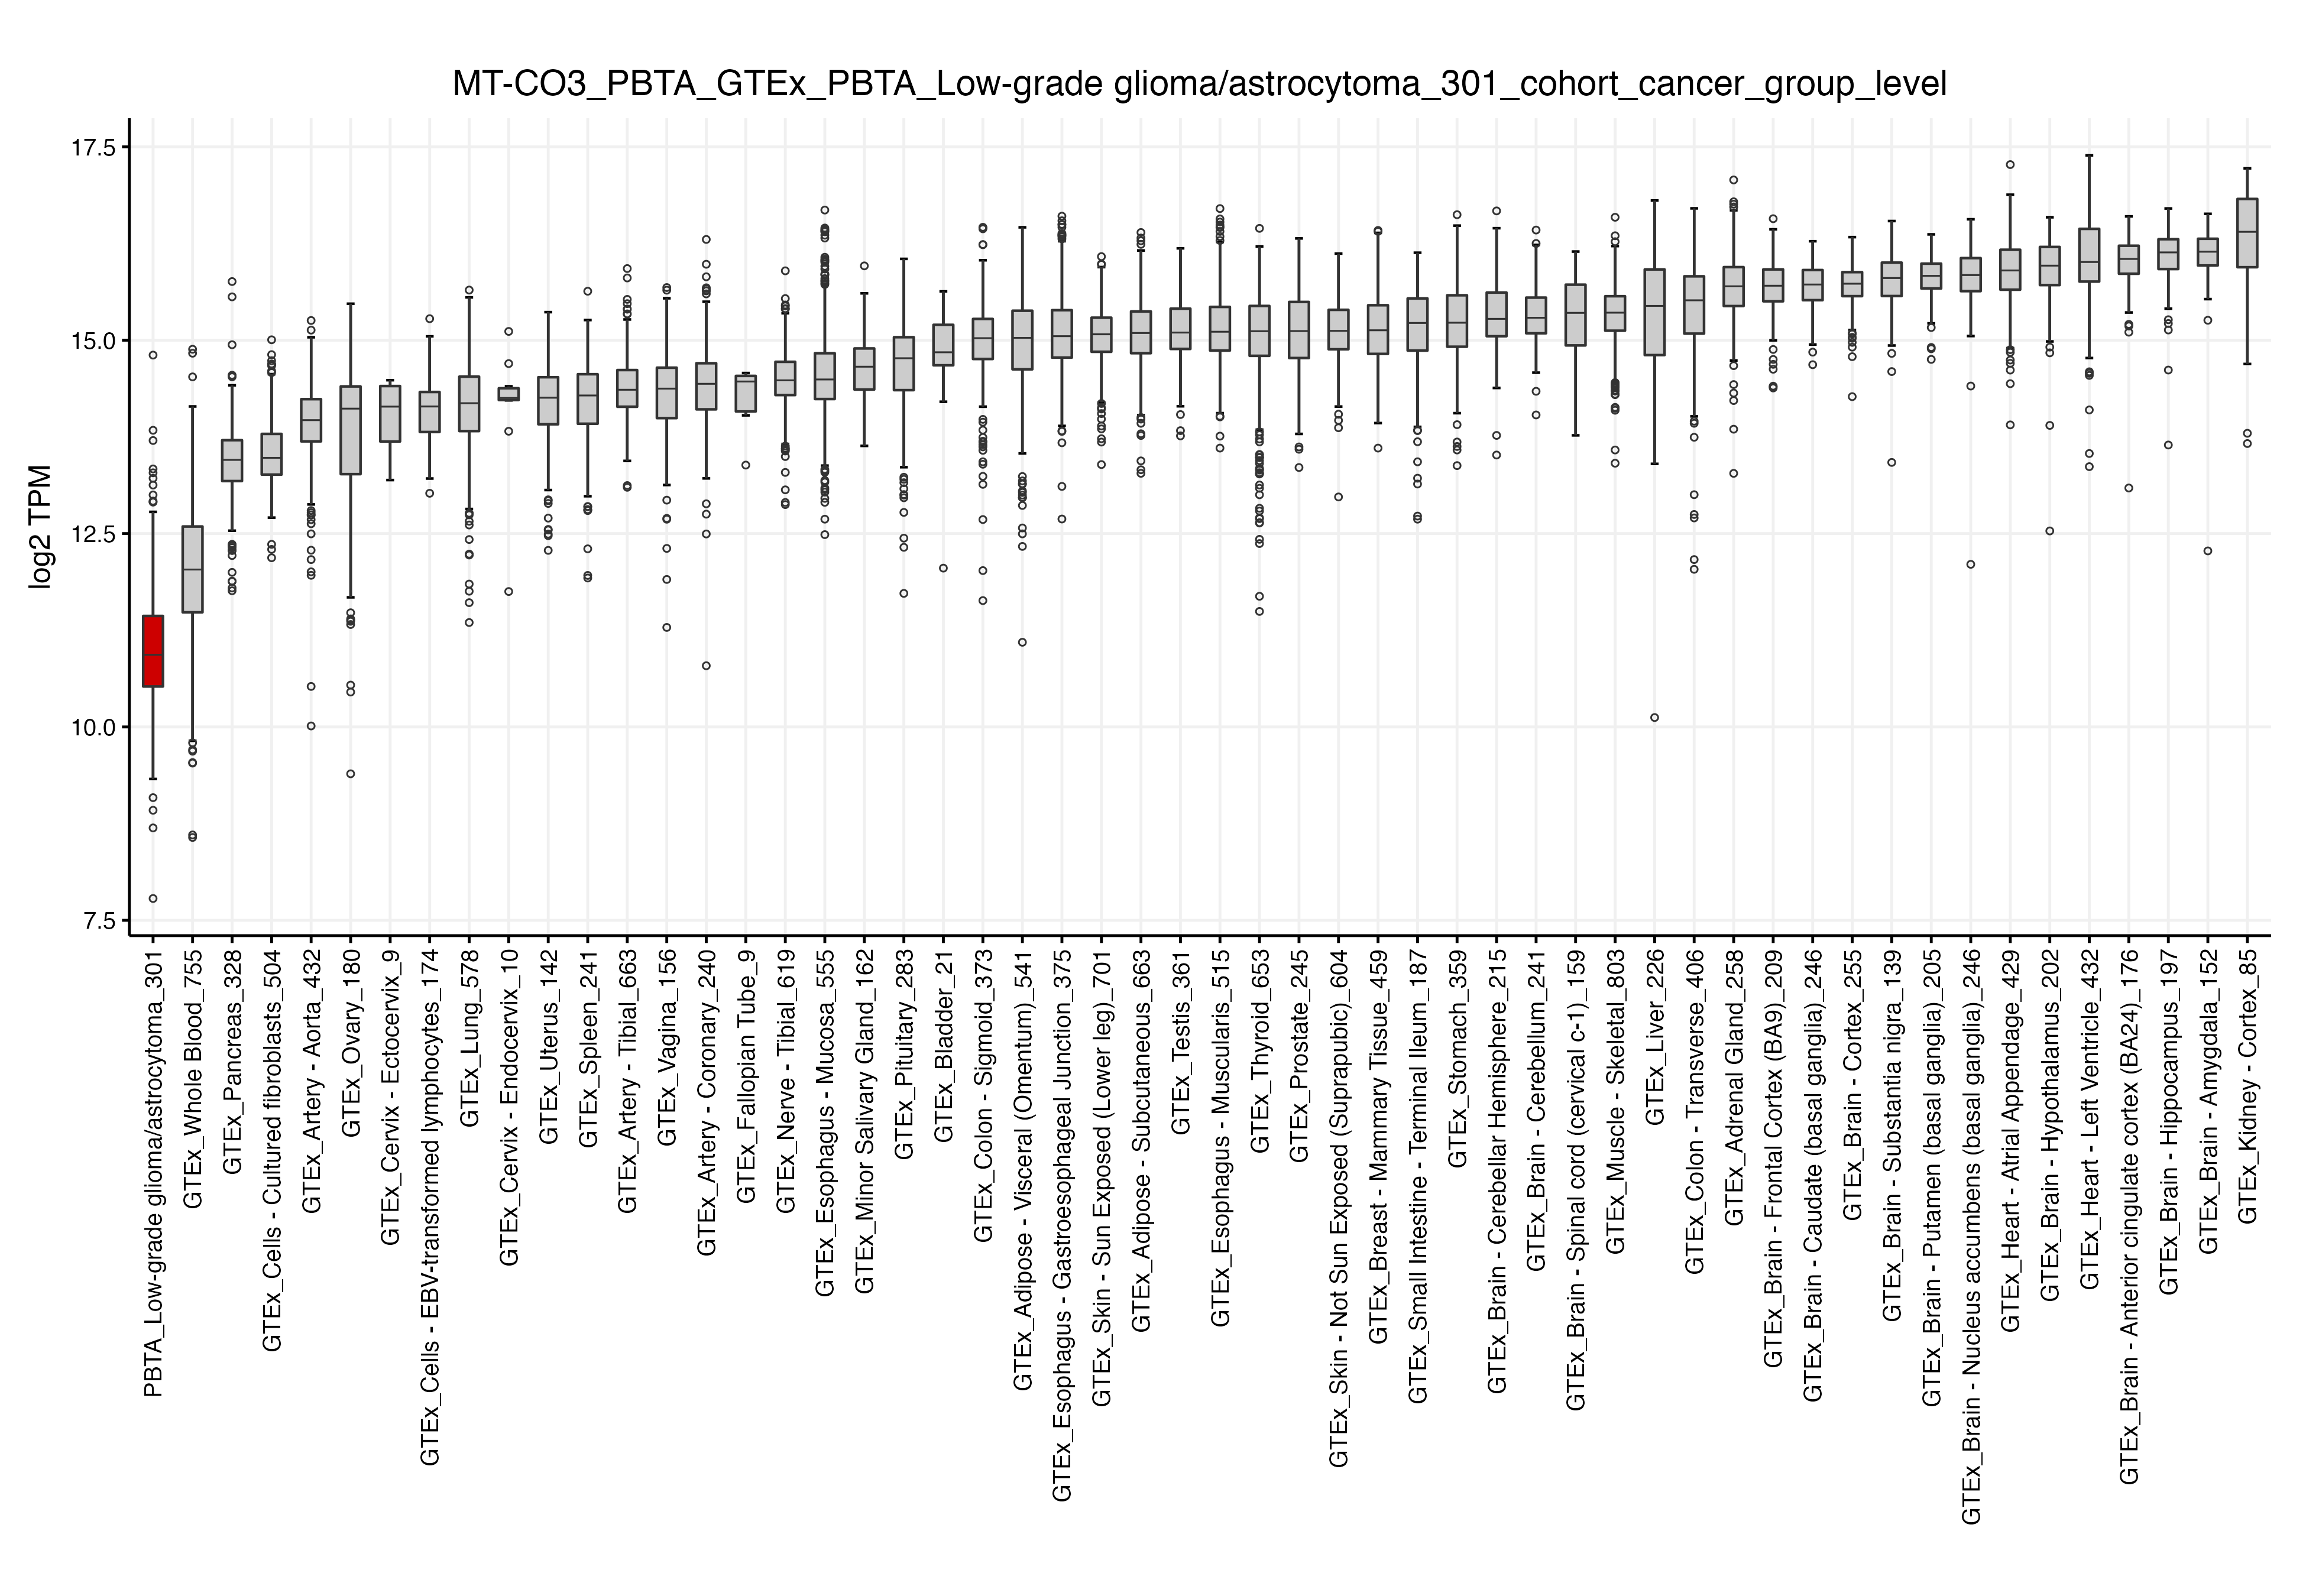 MT-CO3_PBTA_GTEx_PBTA_Low-grade glioma/astrocytoma_301_cohort_cancer_group_level
log2 TPM
17.5
15.0
12.5
10.0
7.5
PBTA_Low-grade glioma/astrocytoma_301
GTEx_Whole Blood_755
GTEx_Pancreas_328
GTEx_Cells - Cultured fibroblasts_504
GTEx_Artery - Aorta_432
GTEx_Ovary_180
GTEx_Cervix - Ectocervix_9
GTEx_Cells - EBV-transformed lymphocytes_174
GTEx_Lung_578
GTEx_Cervix - Endocervix_10
GTEx_Uterus_142
GTEx_Spleen_241
GTEx_Artery - Tibial_663
GTEx_Vagina_156
GTEx_Artery - Coronary_240
GTEx_Fallopian Tube_9
GTEx_Nerve - Tibial_619
GTEx_Esophagus - Mucosa_555
GTEx_Minor Salivary Gland_162
GTEx_Pituitary_283
GTEx_Bladder_21
GTEx_Colon - Sigmoid_373
GTEx_Adipose - Visceral (Omentum)_541
GTEx_Esophagus - Gastroesophageal Junction_375
GTEx_Skin - Sun Exposed (Lower leg)_701
GTEx_Adipose - Subcutaneous_663
GTEx_Testis_361
GTEx_Esophagus - Muscularis_515
GTEx_Thyroid_653
GTEx_Prostate_245
GTEx_Skin - Not Sun Exposed (Suprapubic)_604
GTEx_Breast - Mammary Tissue_459
GTEx_Small Intestine - Terminal Ileum_187
GTEx_Stomach_359
GTEx_Brain - Cerebellar Hemisphere_215
GTEx_Brain - Cerebellum_241
GTEx_Brain - Spinal cord (cervical c-1)_159
GTEx_Muscle - Skeletal_803
GTEx_Liver_226
GTEx_Colon - Transverse_406
GTEx_Adrenal Gland_258
GTEx_Brain - Frontal Cortex (BA9)_209
GTEx_Brain - Caudate (basal ganglia)_246
GTEx_Brain - Cortex_255
GTEx_Brain - Substantia nigra_139
GTEx_Brain - Putamen (basal ganglia)_205
GTEx_Brain - Nucleus accumbens (basal ganglia)_246
GTEx_Heart - Atrial Appendage_429
GTEx_Brain - Hypothalamus_202
GTEx_Heart - Left Ventricle_432
GTEx_Brain - Anterior cingulate cortex (BA24)_176
GTEx_Brain - Hippocampus_197
GTEx_Brain - Amygdala_152
GTEx_Kidney - Cortex_85